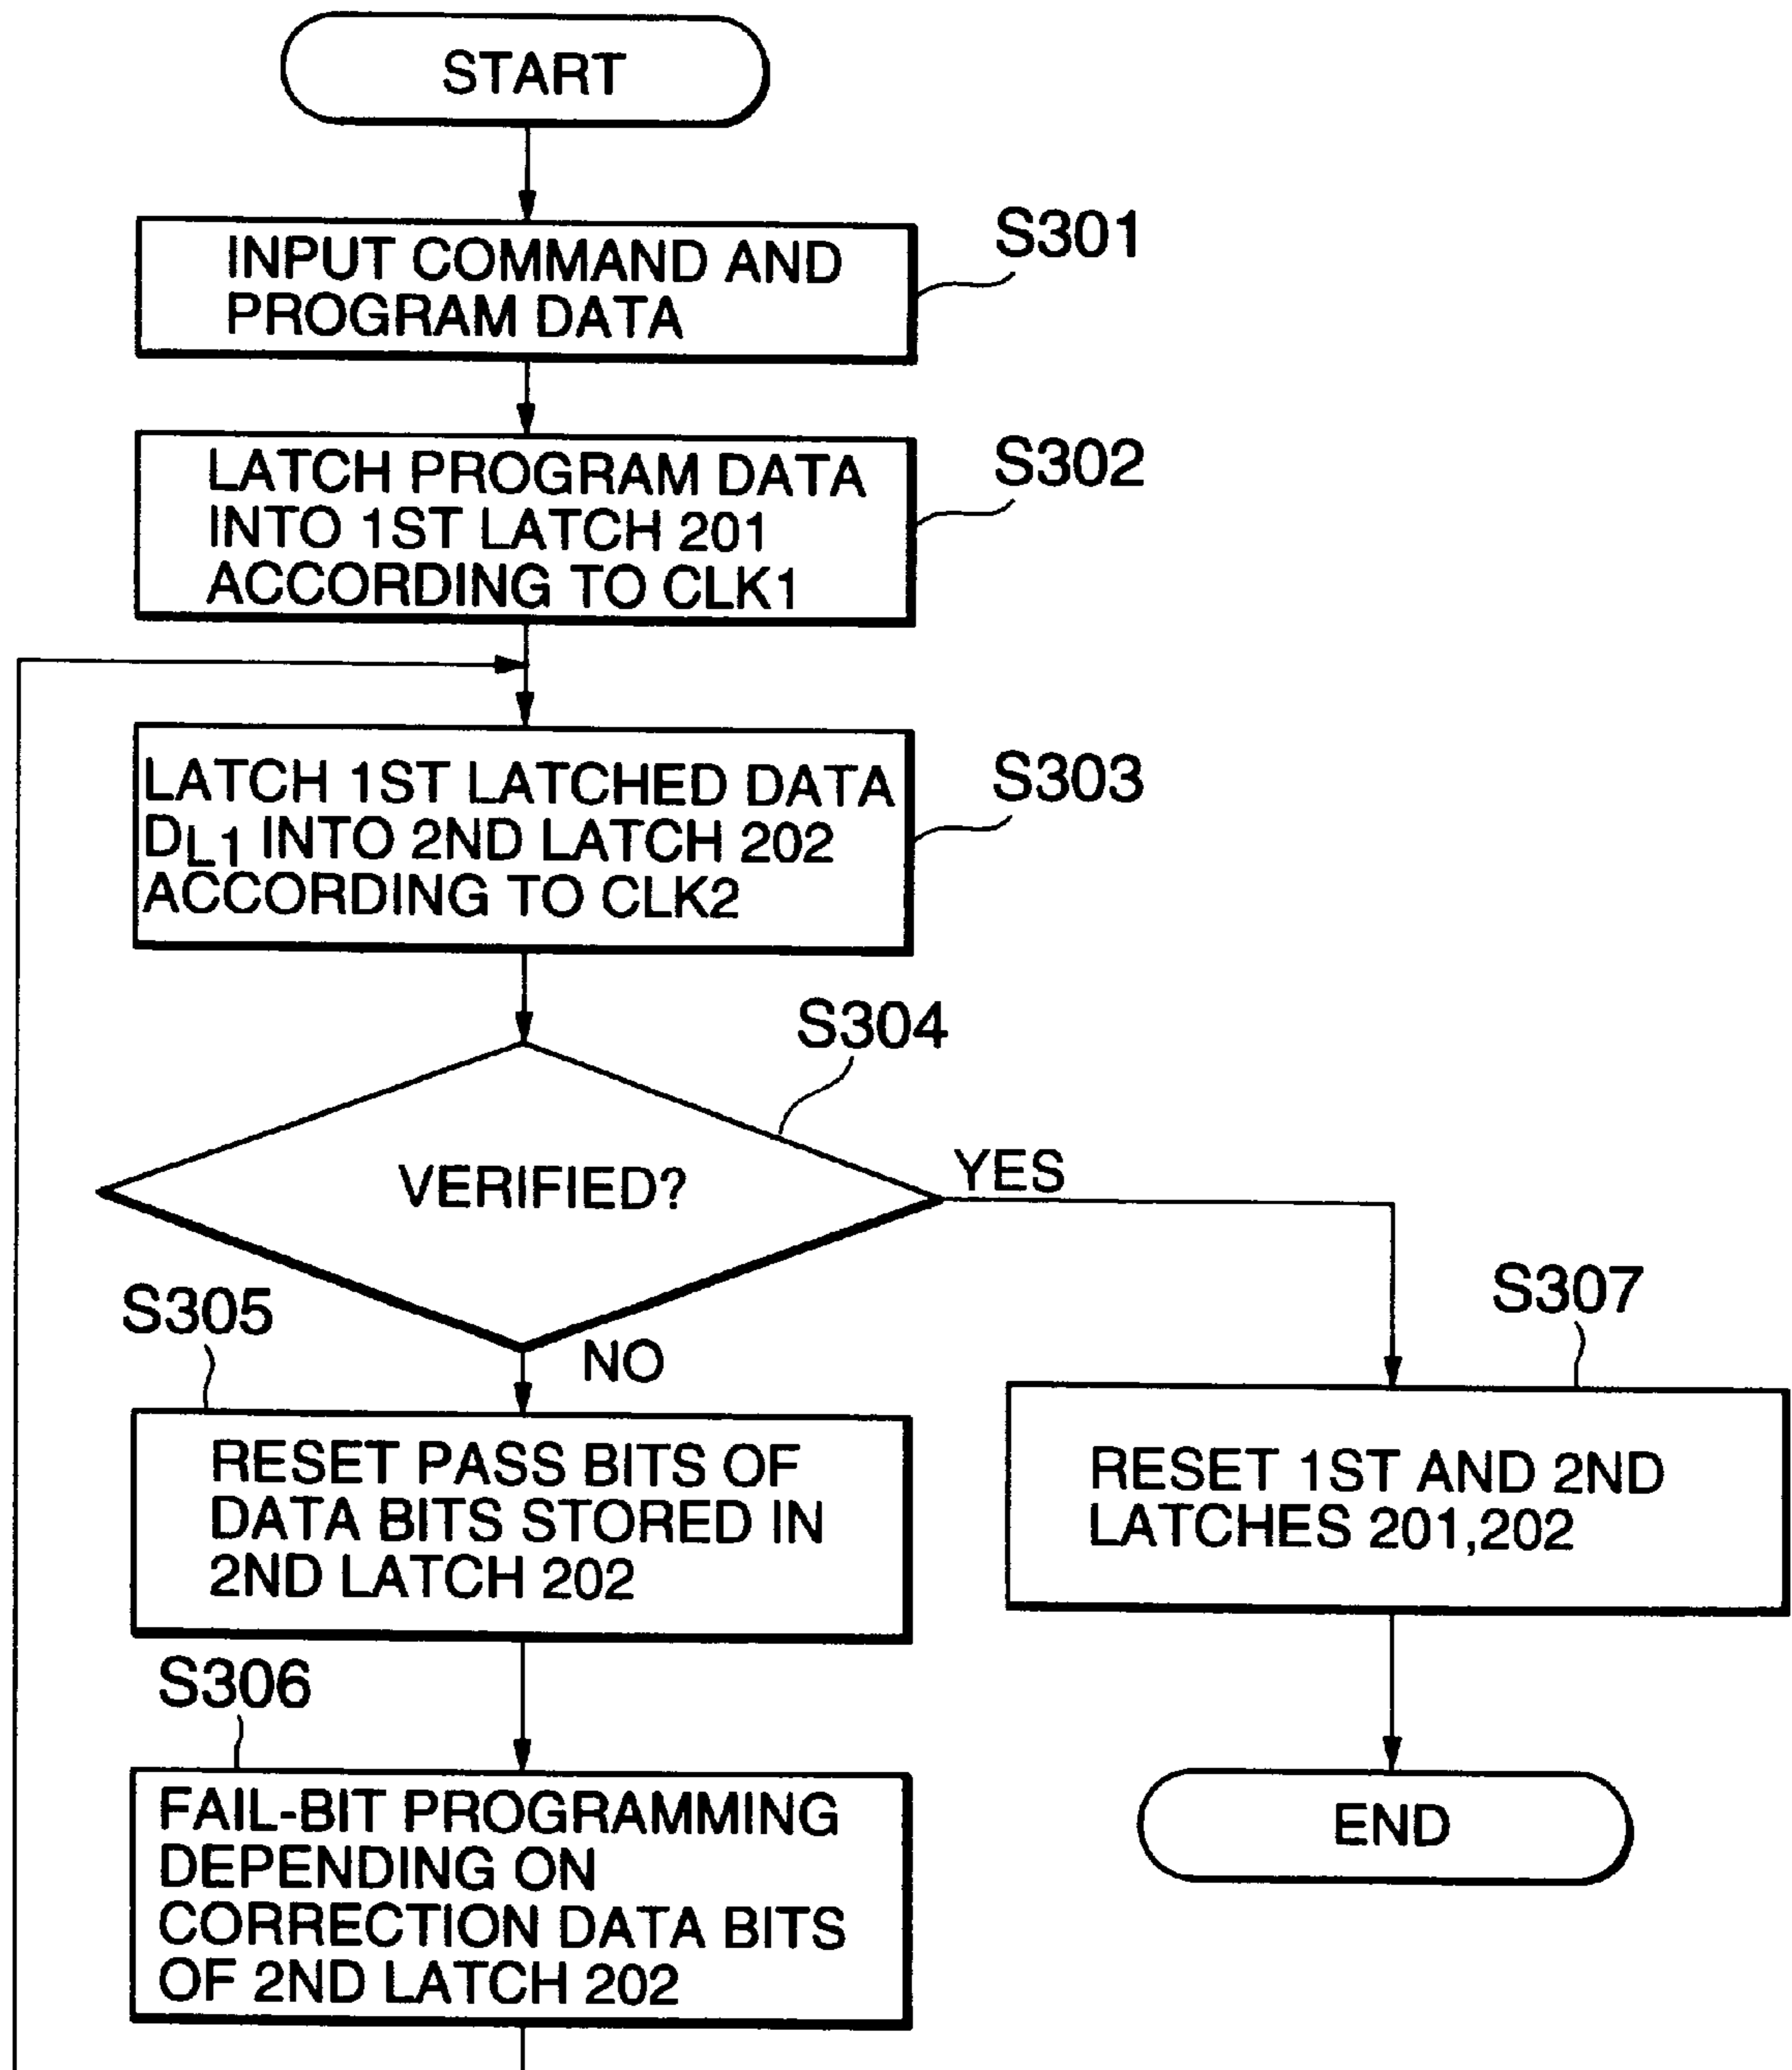 START
INPUT COMMAND AND
PROGRAM DATA
S301
LATCH PROGRAM DATA
INTO 1ST LATCH 201
ACCORDING TO CLK1
S302
LATCH 1ST LATCHED DATA
DL1 INTO 2ND LATCH 202
ACCORDING TO CLK2
S303
S304
VERIFIED?
YES
NO
S305
RESET PASS BITS OF
DATA BITS STORED IN
2ND LATCH 202
S307
RESET 1ST AND 2ND
LATCHES 201,202
S306
FAIL-BIT PROGRAMMING
DEPENDING ON
CORRECTION DATA BITS
OF 2ND LATCH 202
END